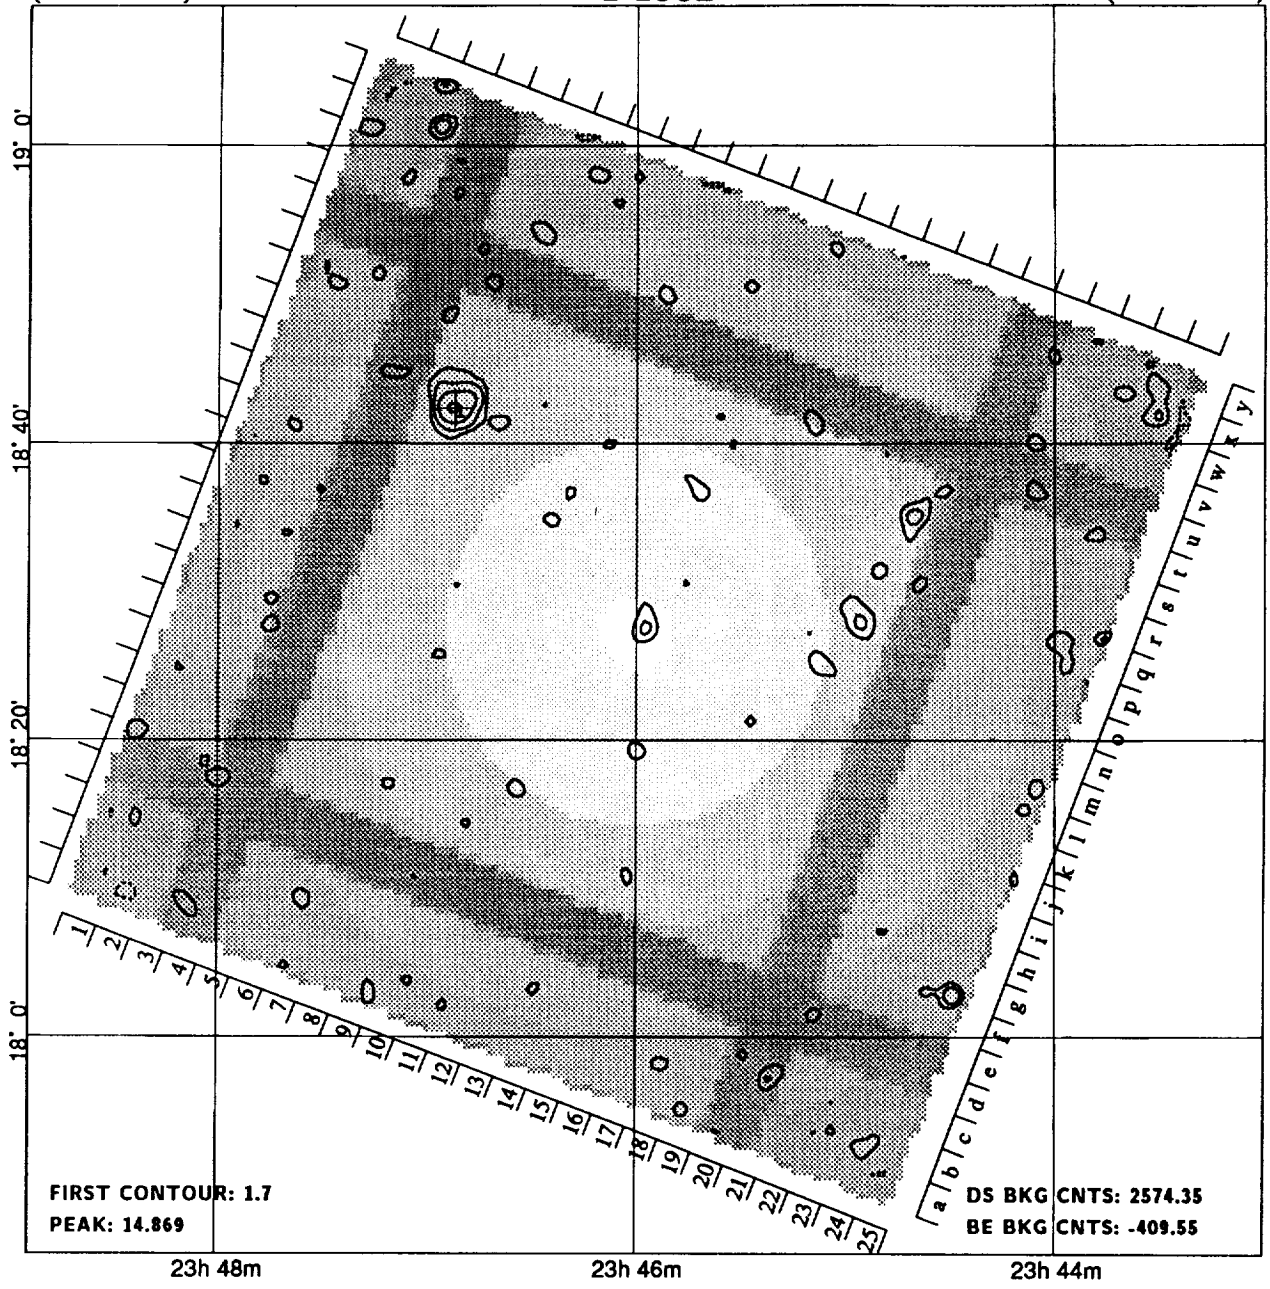 19° 0'
18° 40'
18° 20'
18° 0'
1 2 3 4 5 6 7 8 9 10 11 12 13 14 15 16 17 18 19 20 21 22 23 24 25
a b c d e f g h i j k l m n o p q r s t u v w x y
FIRST CONTOUR: 1.7
PEAK: 14.869
DS BKG CNTS: 2574.35
BE BKG CNTS: -409.55
23h 48m
23h 46m
23h 44m